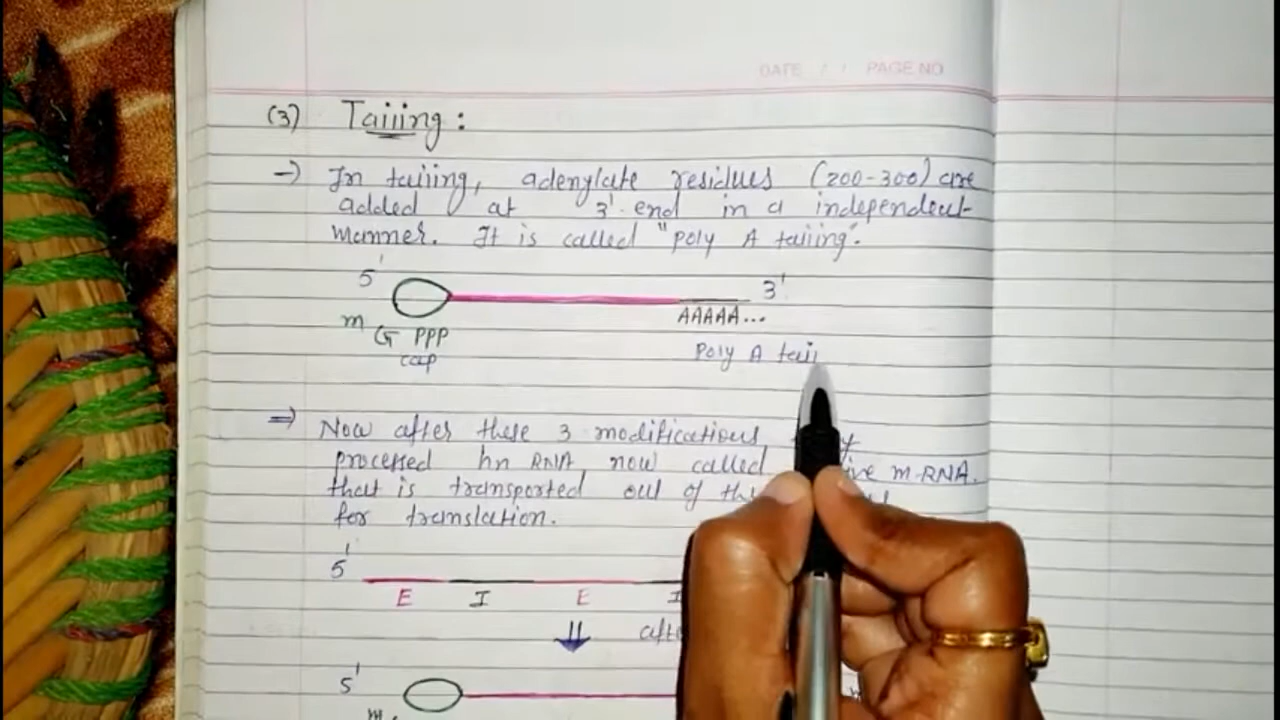 DATE / / PAGE NO
(3) Tailing :
→ In tailing, adenylate residues (200-300) are
added at 3' end in a independent
manner. It is called "poly A tailing".
5' 3'
AAAAA...
m G PPP
cap
Poly A tail
⇒ Now after these 3 modifications
processed hn RNA, now called m-RNA.
that is transported out of
for translation.
5'
E I E I
⇓
5'
m